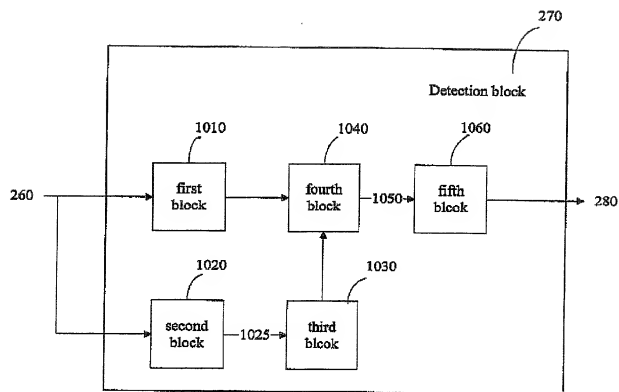 270
Detection block
1010
1040
1060
260
first
block
fourth
block
1050
fifth
blcok
280
1020
1030
second
block
1025
third
blcok